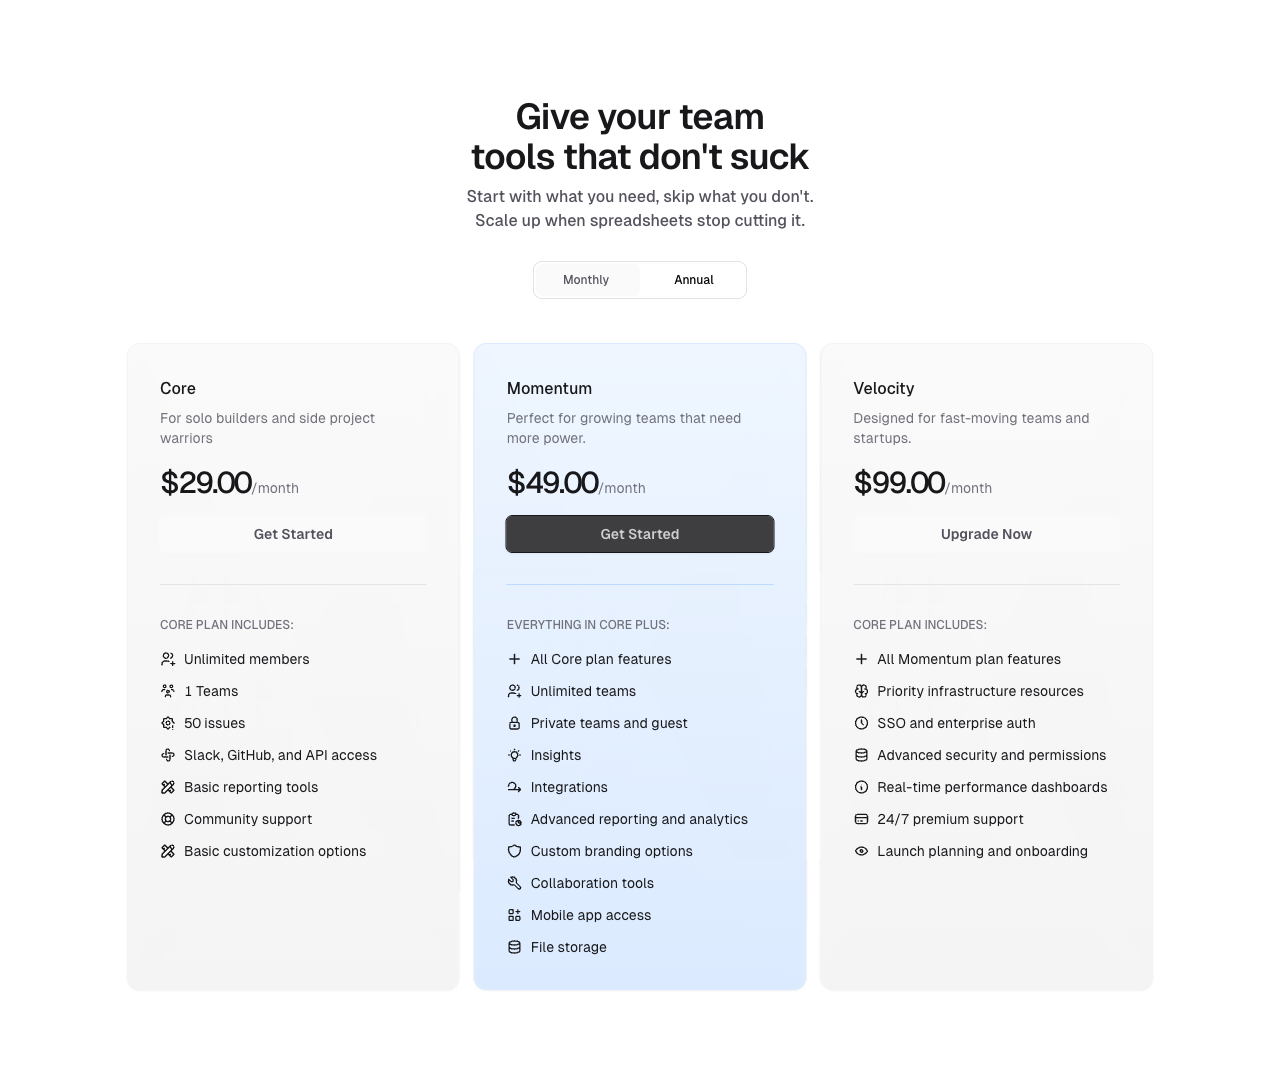 Give your team
tools that don't suck
Start with what you need, skip what you don't.
Scale up when spreadsheets stop cutting it.
Monthly
Annual
Core
For solo builders and side project
warriors
$29.00/month
Get Started
CORE PLAN INCLUDES:
Unlimited members
1 Teams
50 issues
Slack, GitHub, and API access
Basic reporting tools
Community support
Basic customization options
Momentum
Perfect for growing teams that need
more power.
$49.00/month
Get Started
EVERYTHING IN CORE PLUS:
All Core plan features
Unlimited teams
Private teams and guest
Insights
Integrations
Advanced reporting and analytics
Custom branding options
Collaboration tools
Mobile app access
File storage
Velocity
Designed for fast-moving teams and
startups.
$99.00/month
Upgrade Now
CORE PLAN INCLUDES:
All Momentum plan features
Priority infrastructure resources
SSO and enterprise auth
Advanced security and permissions
Real-time performance dashboards
24/7 premium support
Launch planning and onboarding